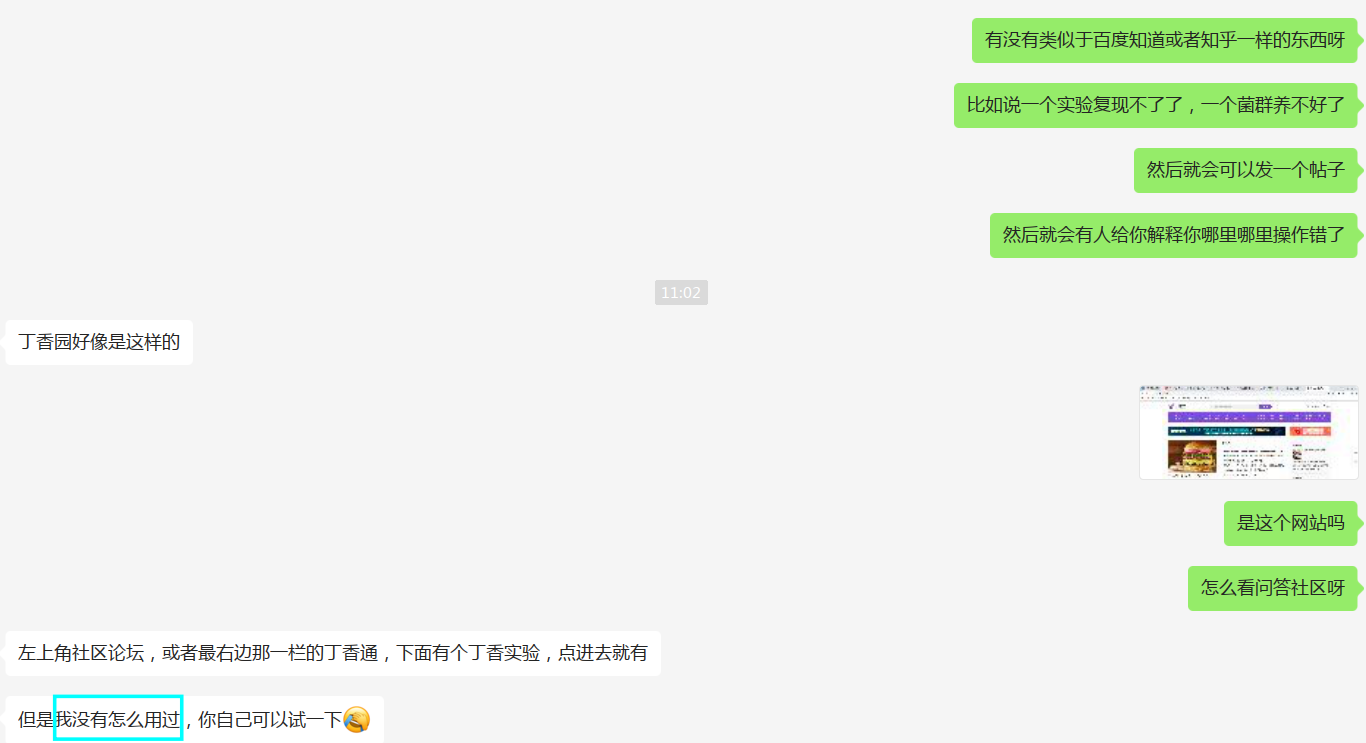 有没有类似于百度知道或者知乎一样的东西呀
比如说一个实验复现不了了，一个菌群养不好了
然后就会可以发一个帖子
然后就会有人给你解释你哪里哪里操作错了
11:02
丁香园好像是这样的
是这个网站吗
怎么看问答社区呀
左上角社区论坛，或者最右边那一栏的丁香通，下面有个丁香实验，点进去就有
但是我没有怎么用过，你自己可以试一下